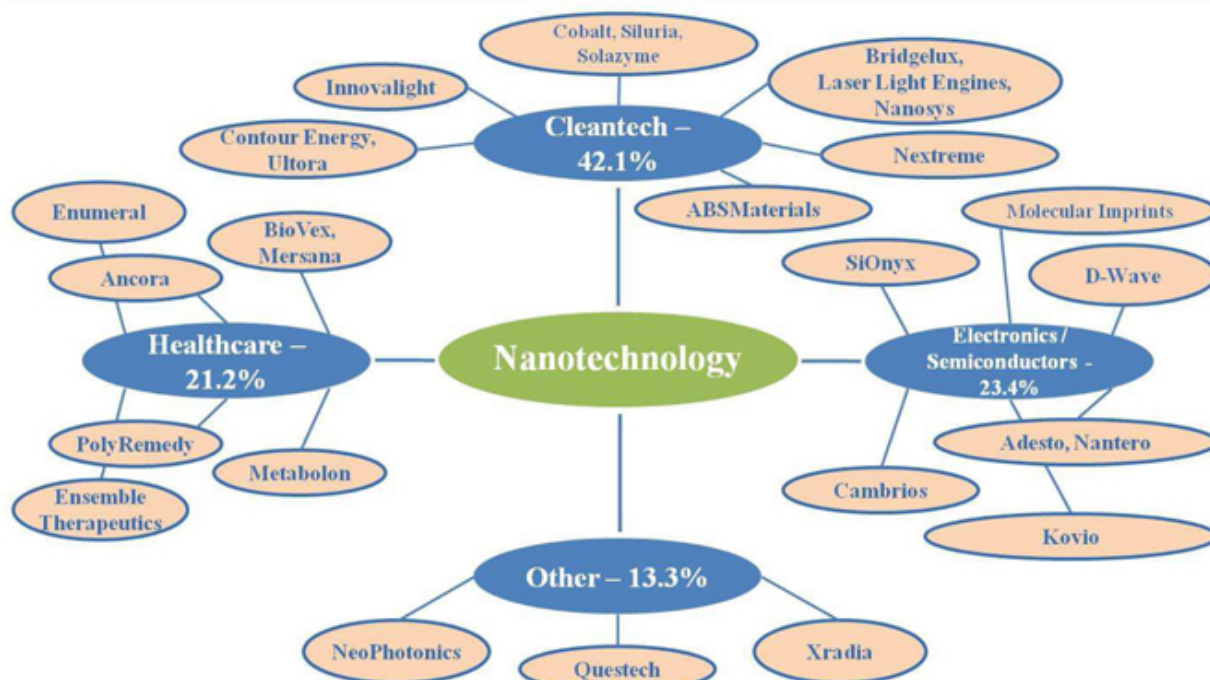 Cobalt, Siluria,
Solazyme
Bridgelux,
Laser Light Engines,
Nanosys
Innovalight
Cleantech –
42.1%
Contour Energy,
Ultora
Nextreme
Enumeral
ABSMaterials
Molecular Imprints
BioVex,
Mersana
SiOnyx
D-Wave
Ancora
Healthcare –
21.2%
Nanotechnology
Electronics /
Semiconductors -
23.4%
PolyRemedy
Adesto, Nantero
Metabolon
Cambrios
Ensemble
Therapeutics
Kovio
Other – 13.3%
NeoPhotonics
Questech
Xradia